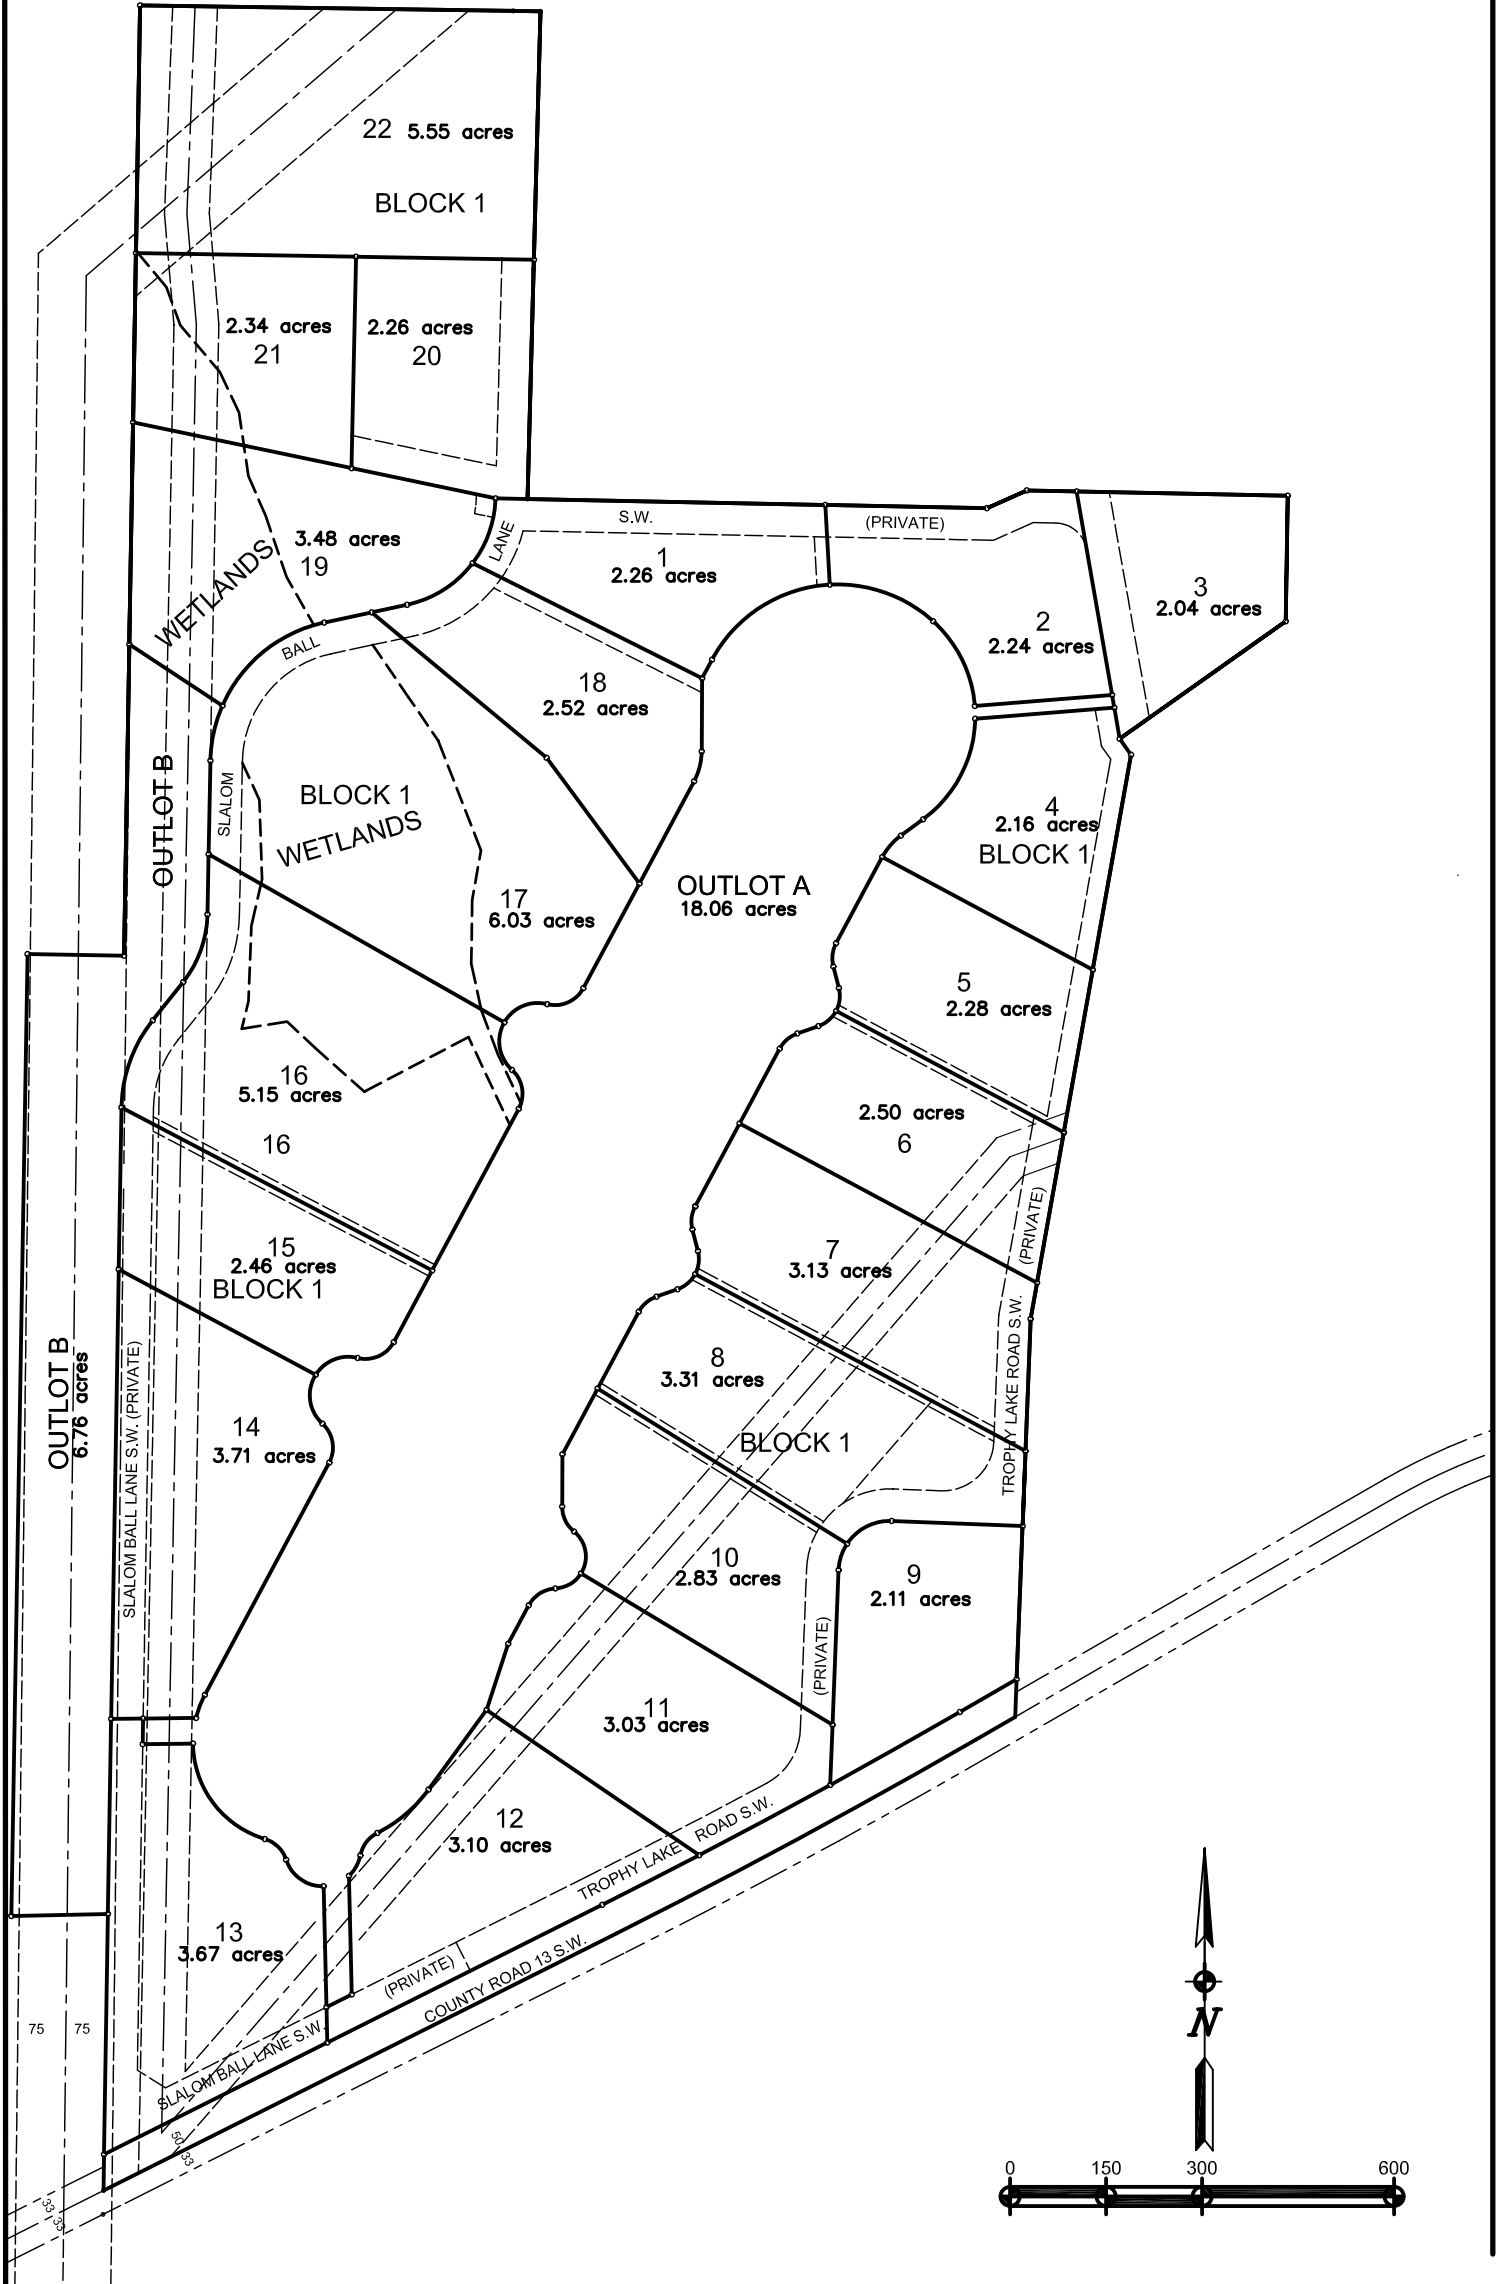 22 5.55 acres
BLOCK 1
2.34 acres
21
2.26 acres
20
3.48 acres
19
WETLANDS
LANE
S.W.
(PRIVATE)
1
2.26 acres
2
2.24 acres
3
2.04 acres
BALL
18
2.52 acres
OUTLOT B
SLALOM
BLOCK 1
WETLANDS
17
6.03 acres
OUTLOT A
18.06 acres
4
2.16 acres
BLOCK 1
5
2.28 acres
16
5.15 acres
16
2.50 acres
6
(PRIVATE)
15
2.46 acres
BLOCK 1
7
3.13 acres
TROPHY LAKE ROAD S.W.
OUTLOT B
6.76 acres
SLALOM BALL LANE S.W. (PRIVATE)
14
3.71 acres
8
3.31 acres
BLOCK 1
10
2.83 acres
9
2.11 acres
(PRIVATE)
11
3.03 acres
12
3.10 acres
ROAD S.W.
TROPHY LAKE
13
3.67 acres
(PRIVATE)
COUNTY ROAD 13 S.W.
SLALOM BALL LANE S.W.
75 75
50 33
33 33
N
0 150 300 600